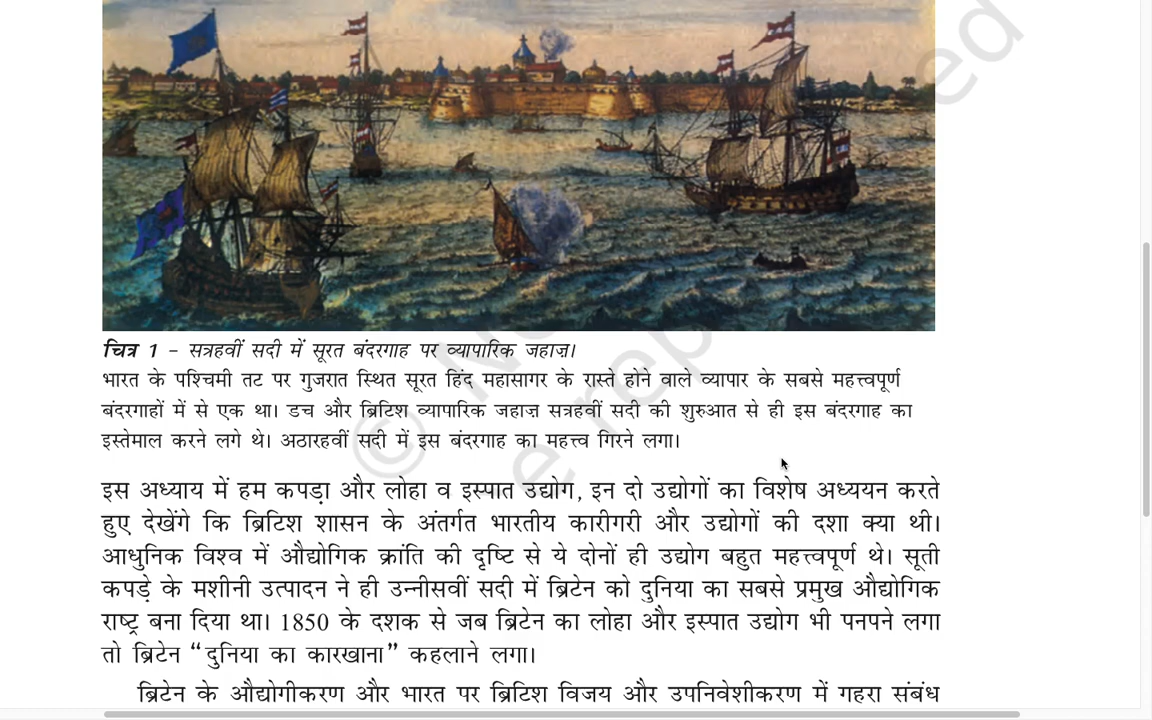 चित्र 1 – सत्रहवीं सदी में सूरत बंदरगाह पर व्यापारिक जहाज़।
भारत के पश्चिमी तट पर गुजरात स्थित सूरत हिंद महासागर के रास्ते होने वाले व्यापार के सबसे महत्त्वपूर्ण
बंदरगाहों में से एक था। डच और ब्रिटिश व्यापारिक जहाज़ सत्रहवीं सदी की शुरुआत से ही इस बंदरगाह का
इस्तेमाल करने लगे थे। अठारहवीं सदी में इस बंदरगाह का महत्त्व गिरने लगा।
इस अध्याय में हम कपड़ा और लोहा व इस्पात उद्योग, इन दो उद्योगों का विशेष अध्ययन करते
हुए देखेंगे कि ब्रिटिश शासन के अंतर्गत भारतीय कारीगरी और उद्योगों की दशा क्या थी।
आधुनिक विश्व में औद्योगिक क्रांति की दृष्टि से ये दोनों ही उद्योग बहुत महत्त्वपूर्ण थे। सूती
कपड़े के मशीनी उत्पादन ने ही उन्नीसवीं सदी में ब्रिटेन को दुनिया का सबसे प्रमुख औद्योगिक
राष्ट्र बना दिया था। 1850 के दशक से जब ब्रिटेन का लोहा और इस्पात उद्योग भी पनपने लगा
तो ब्रिटेन “दुनिया का कारखाना” कहलाने लगा।
ब्रिटेन के औद्योगीकरण और भारत पर ब्रिटिश विजय और उपनिवेशीकरण में गहरा संबंध